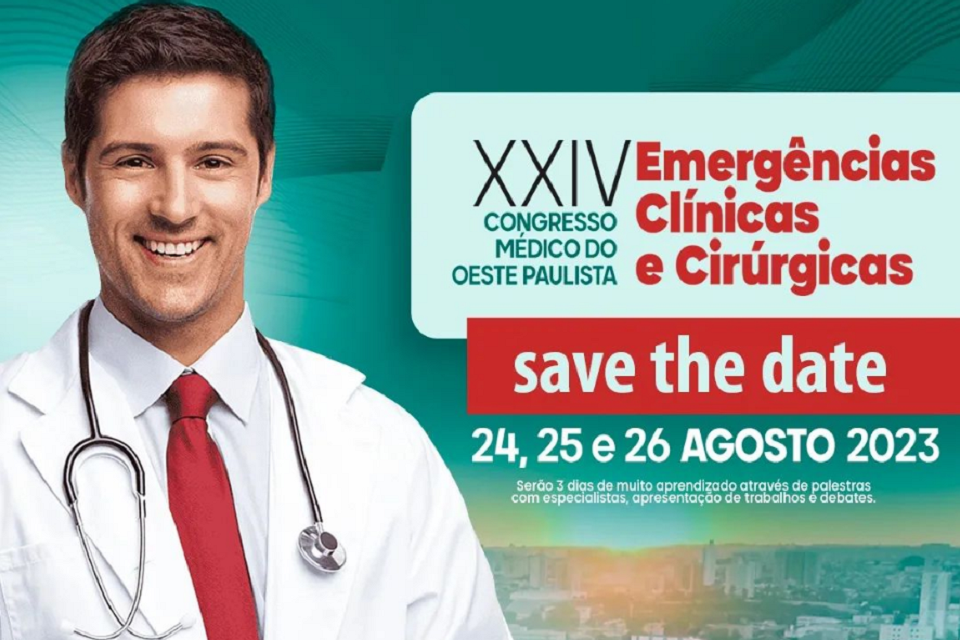 XXIV
CONGRESSO
MÉDICO DO
OESTE PAULISTA
Emergências
Clínicas
e Cirúrgicas
save the date
24, 25 e 26 AGOSTO 2023
Serão 3 dias de muito aprendizado através de palestras
com especialistas, apresentação de trabalhos e debates.